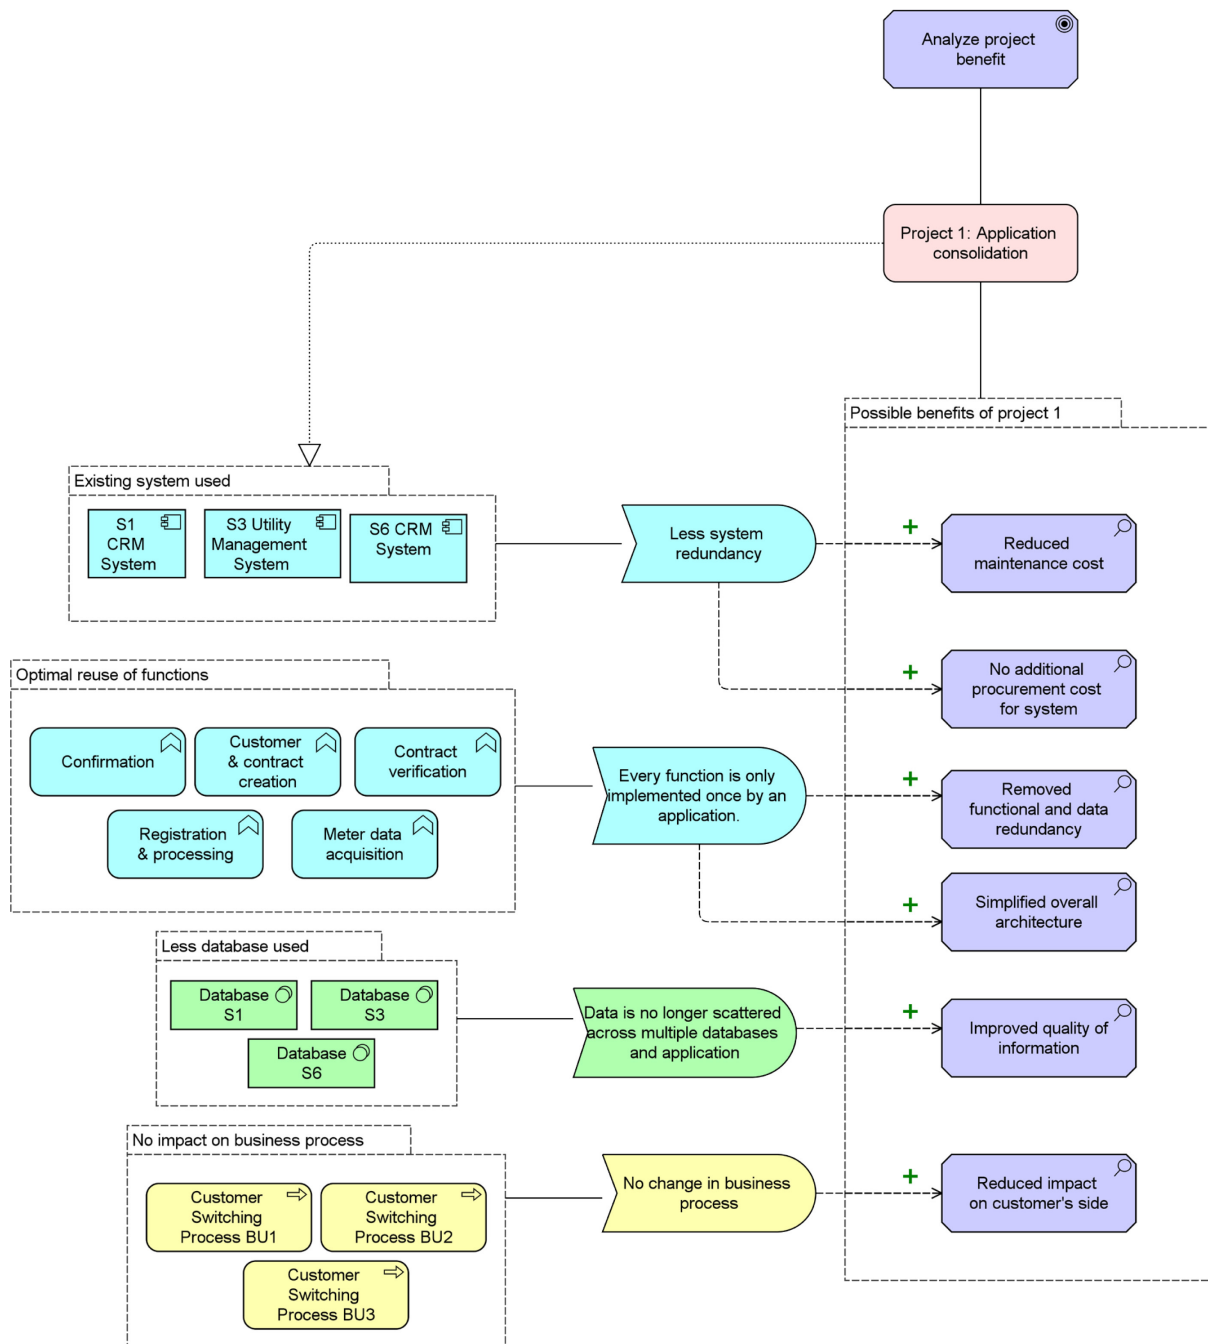 Analyze project
benefit
Project 1: Application
consolidation
Possible benefits of project 1
Existing system used
S1
CRM
System
S3 Utility
Management
System
S6 CRM
System
Less system
redundancy
+
Reduced
maintenance cost
+
No additional
procurement cost
for system
Optimal reuse of functions
Confirmation
Customer
& contract
creation
Contract
verification
Registration
& processing
Meter data
acquisition
Every function is only
implemented once by an
application.
+
Removed
functional and data
redundancy
+
Simplified overall
architecture
Less database used
Database
S1
Database
S3
Database
S6
Data is no longer scattered
across multiple databases
and application
+
Improved quality of
information
No impact on business process
Customer
Switching
Process BU1
Customer
Switching
Process BU2
Customer
Switching
Process BU3
No change in business
process
+
Reduced impact
on customer's side